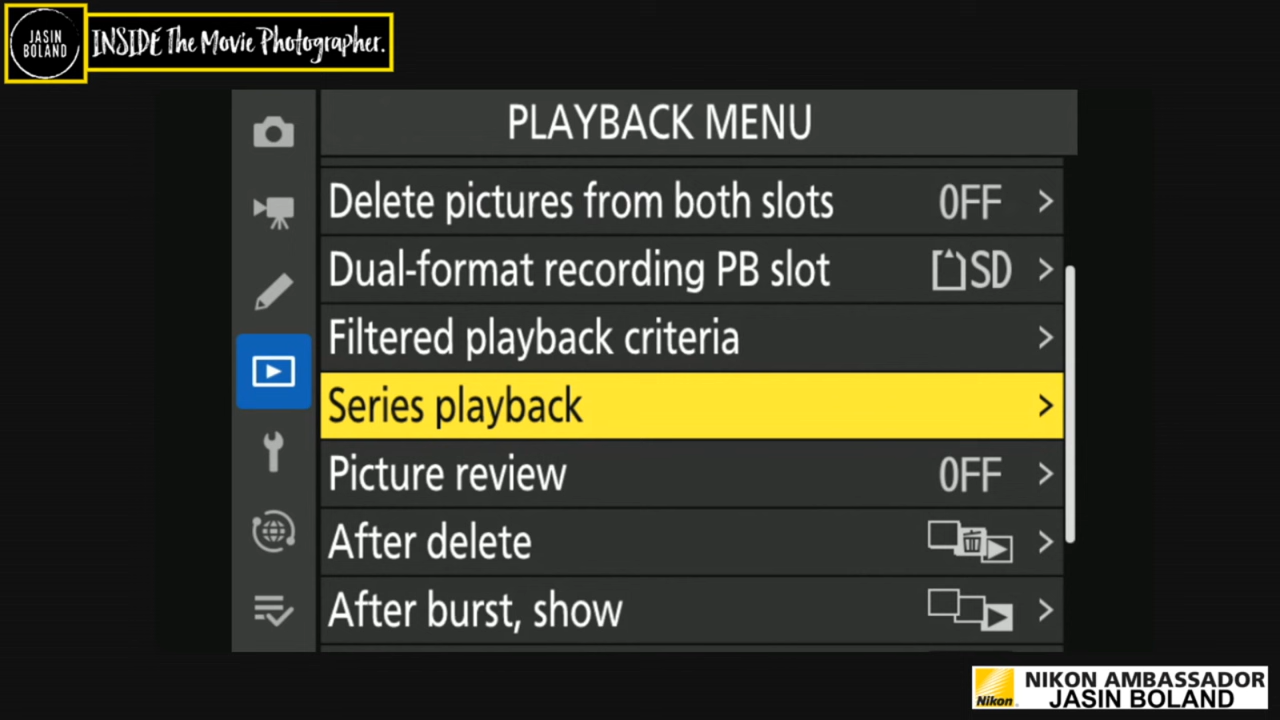 JASIN
BOLAND
INSIDE The Movie Photographer.
PLAYBACK MENU
Delete pictures from both slots OFF >
Dual-format recording PB slot SD >
Filtered playback criteria >
Series playback >
Picture review OFF >
After delete >
After burst, show >
Nikon
NIKON AMBASSADOR
JASIN BOLAND